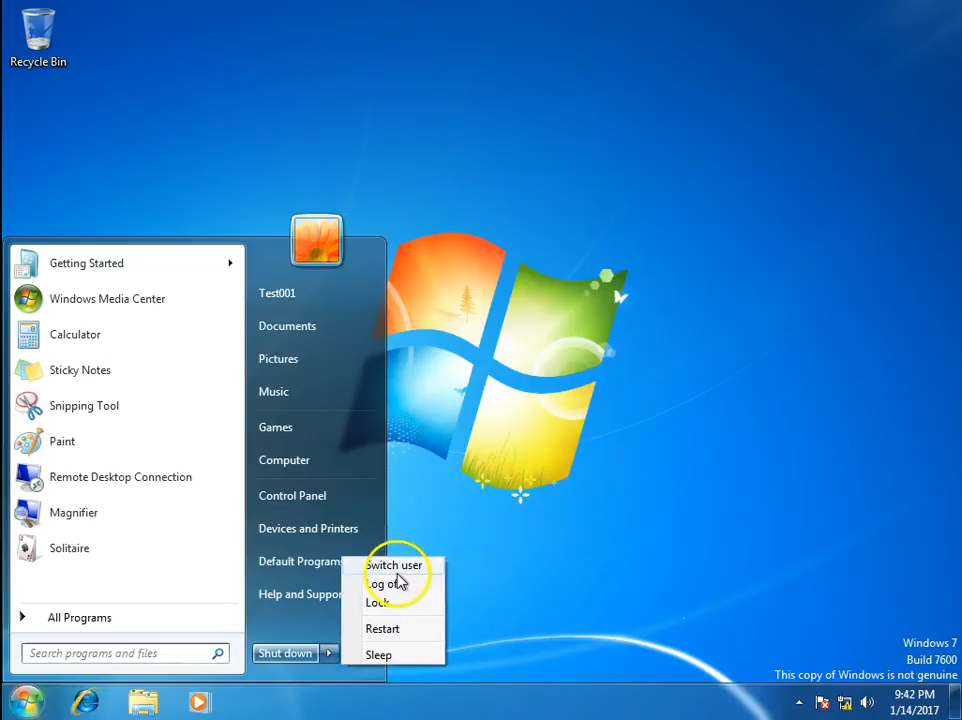 Recycle Bin
Getting Started
Windows Media Center
Calculator
Sticky Notes
Snipping Tool
Paint
Remote Desktop Connection
Magnifier
Solitaire
All Programs
Search programs and files
Test001
Documents
Pictures
Music
Games
Computer
Control Panel
Devices and Printers
Default Program
Help and Suppor
Shut down
Switch user
Log of
Lock
Restart
Sleep
Windows 7
Build 7600
This copy of Windows is not genuine
9:42 PM
1/14/2017